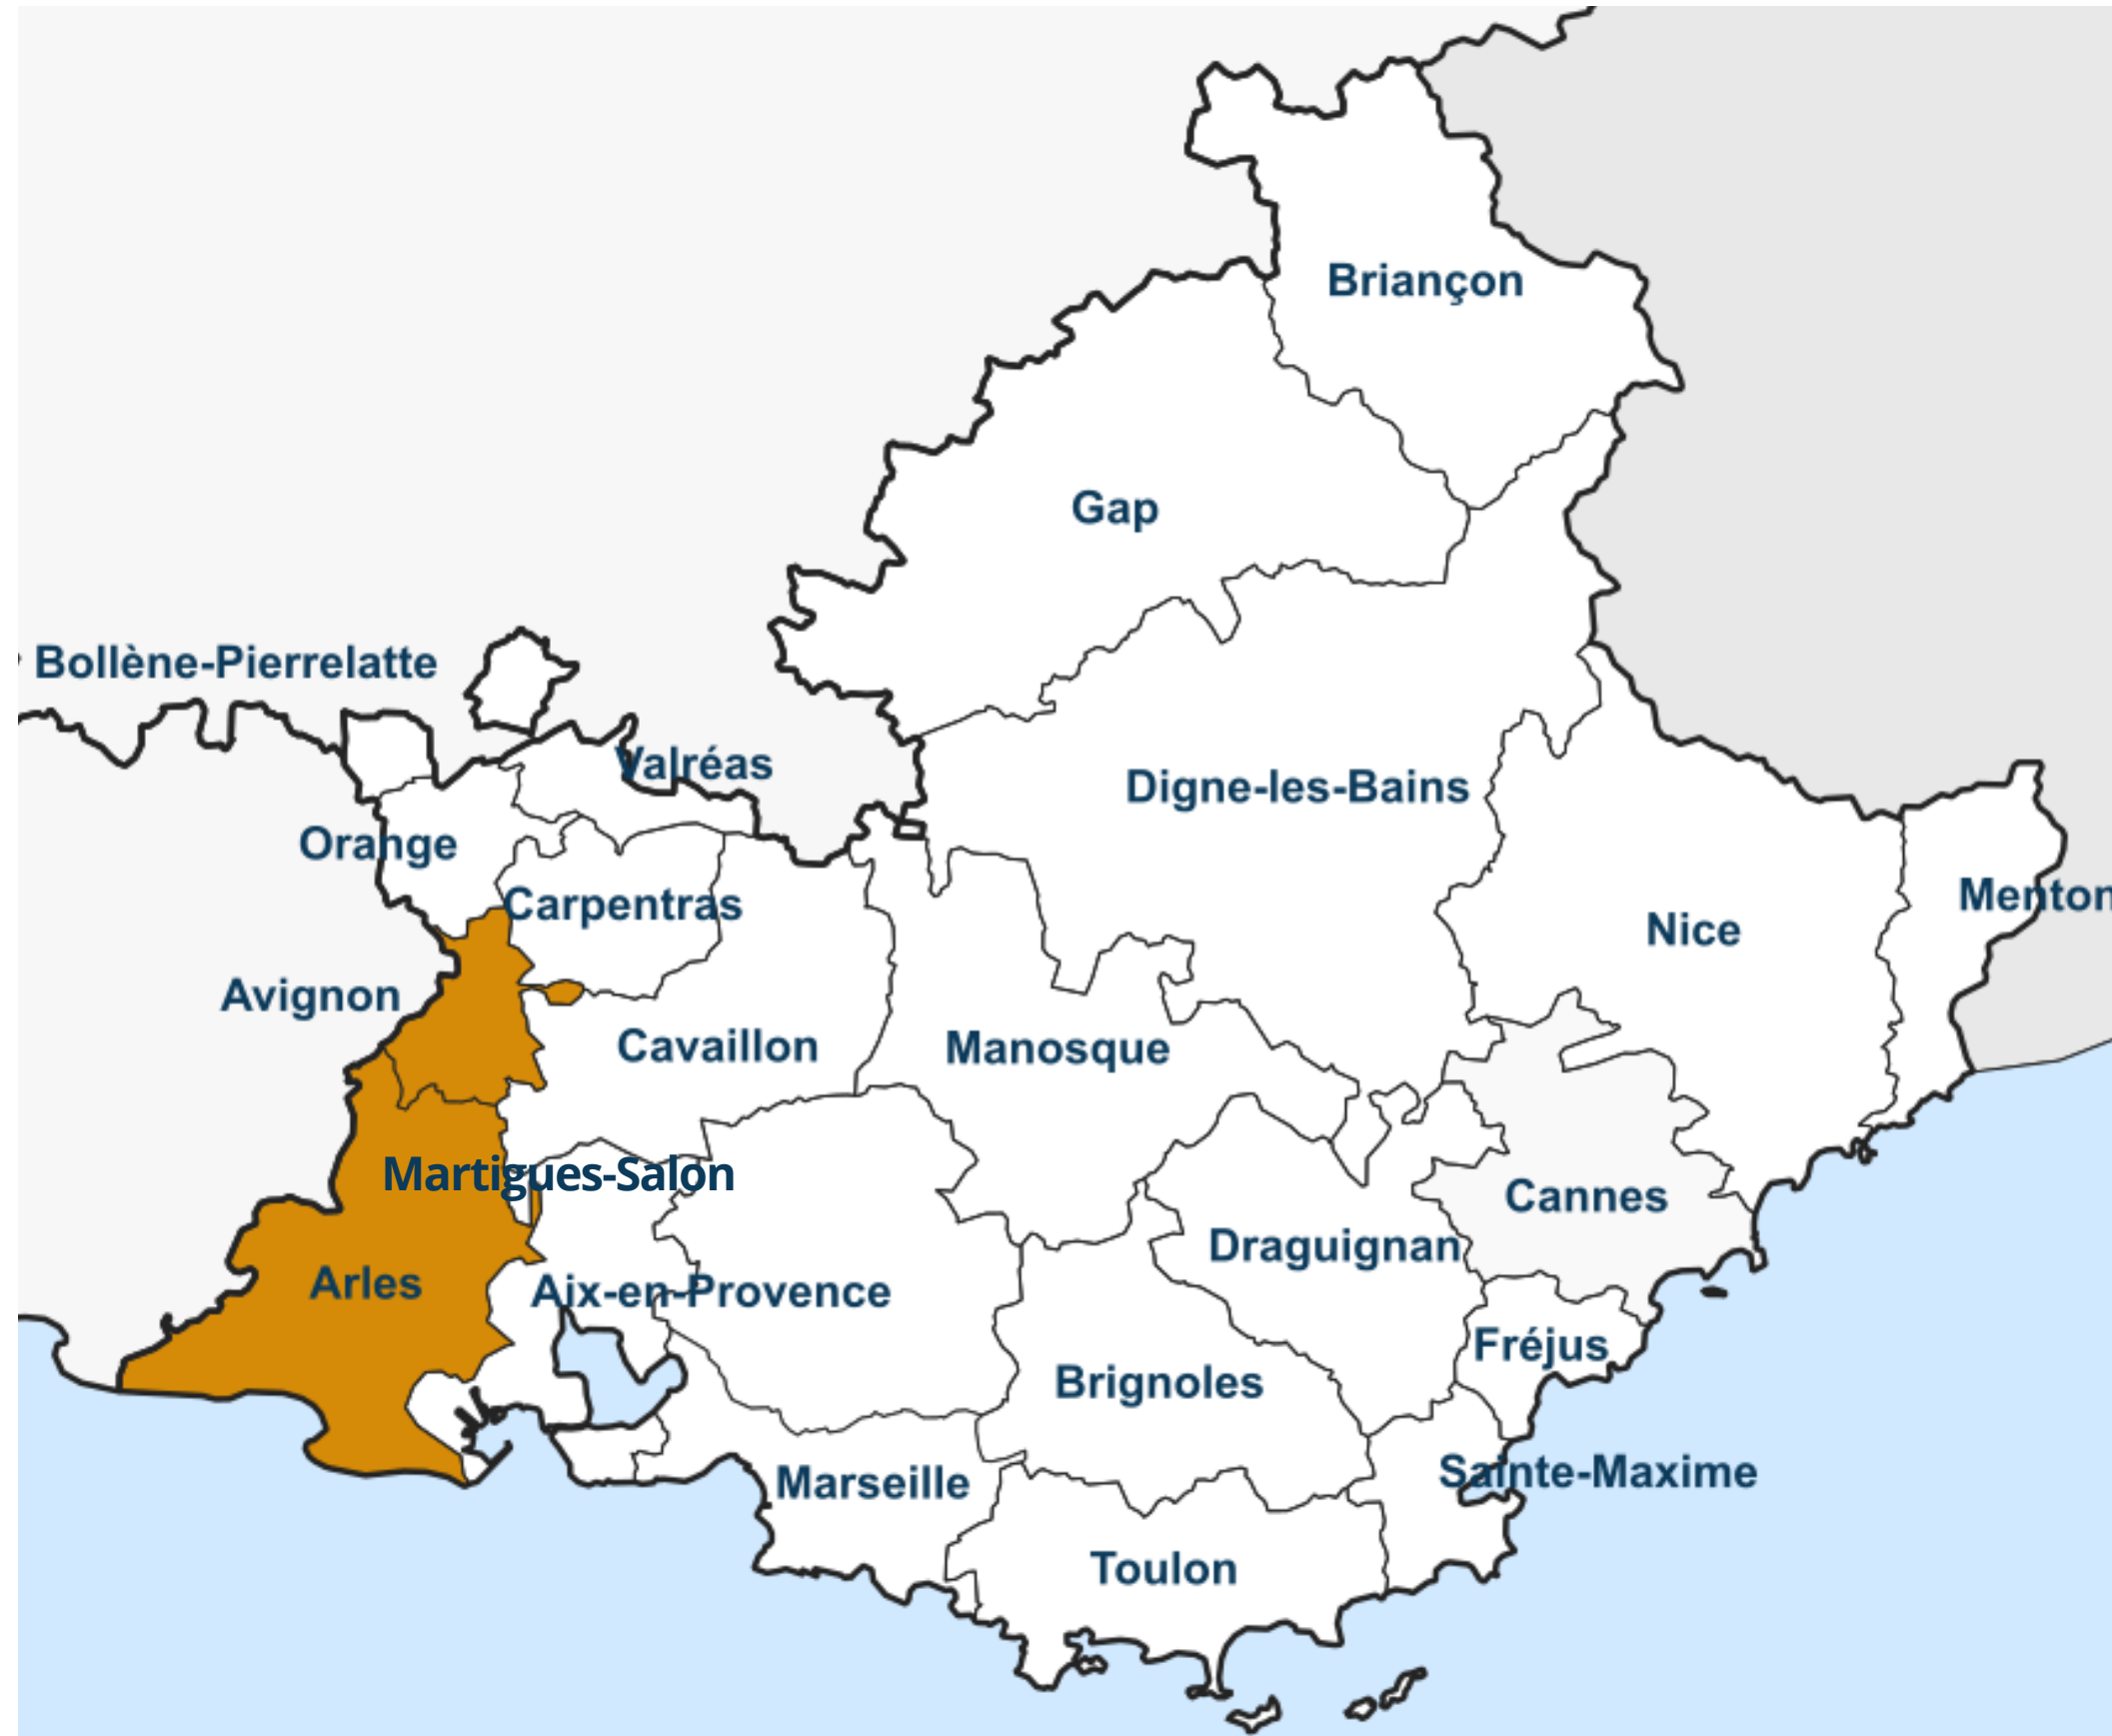 Briançon
Gap
Bollène-Pierrelatte
Valréas
Digne-les-Bains
Orange
Carpentras
Menton
Nice
Avignon
Cavaillon
Manosque
Martigues-Salon
Cannes
Draguignan
Arles
Aix-en-Provence
Fréjus
Brignoles
Sainte-Maxime
Marseille
Toulon